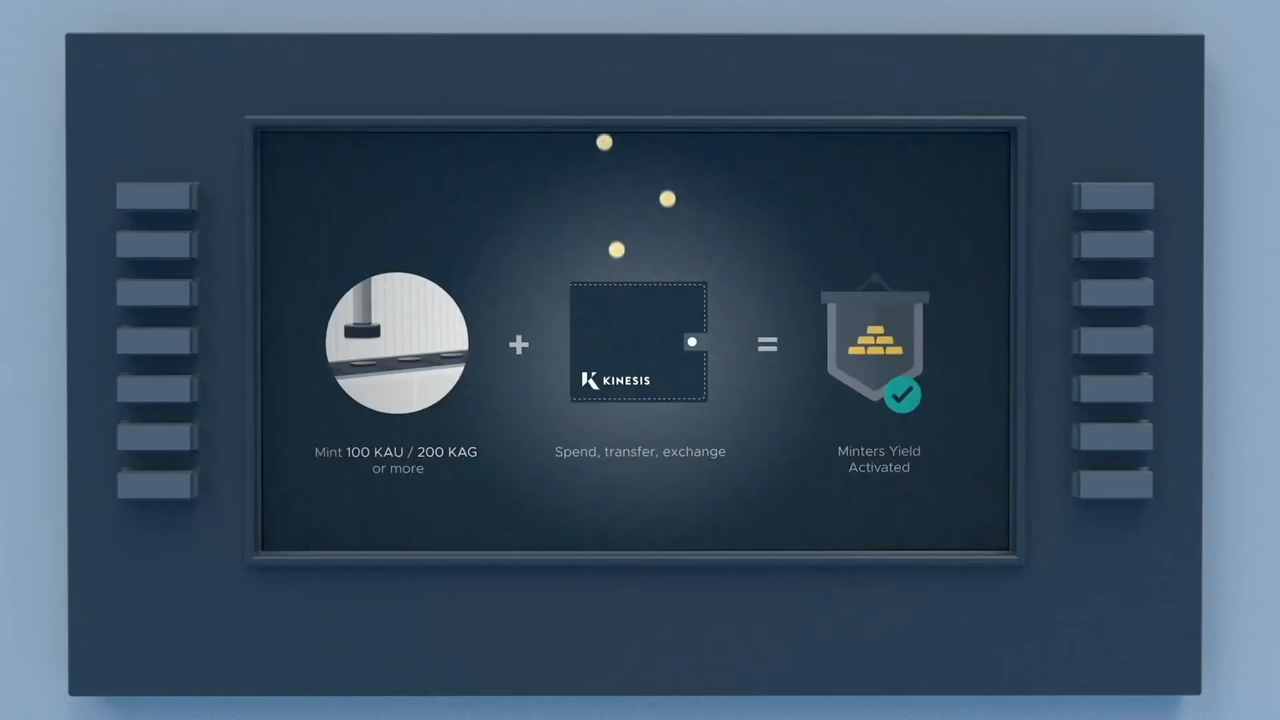 KINESIS
Mint 100 KAU / 200 KAG
or more
Spend, transfer, exchange
Minters Yield
Activated